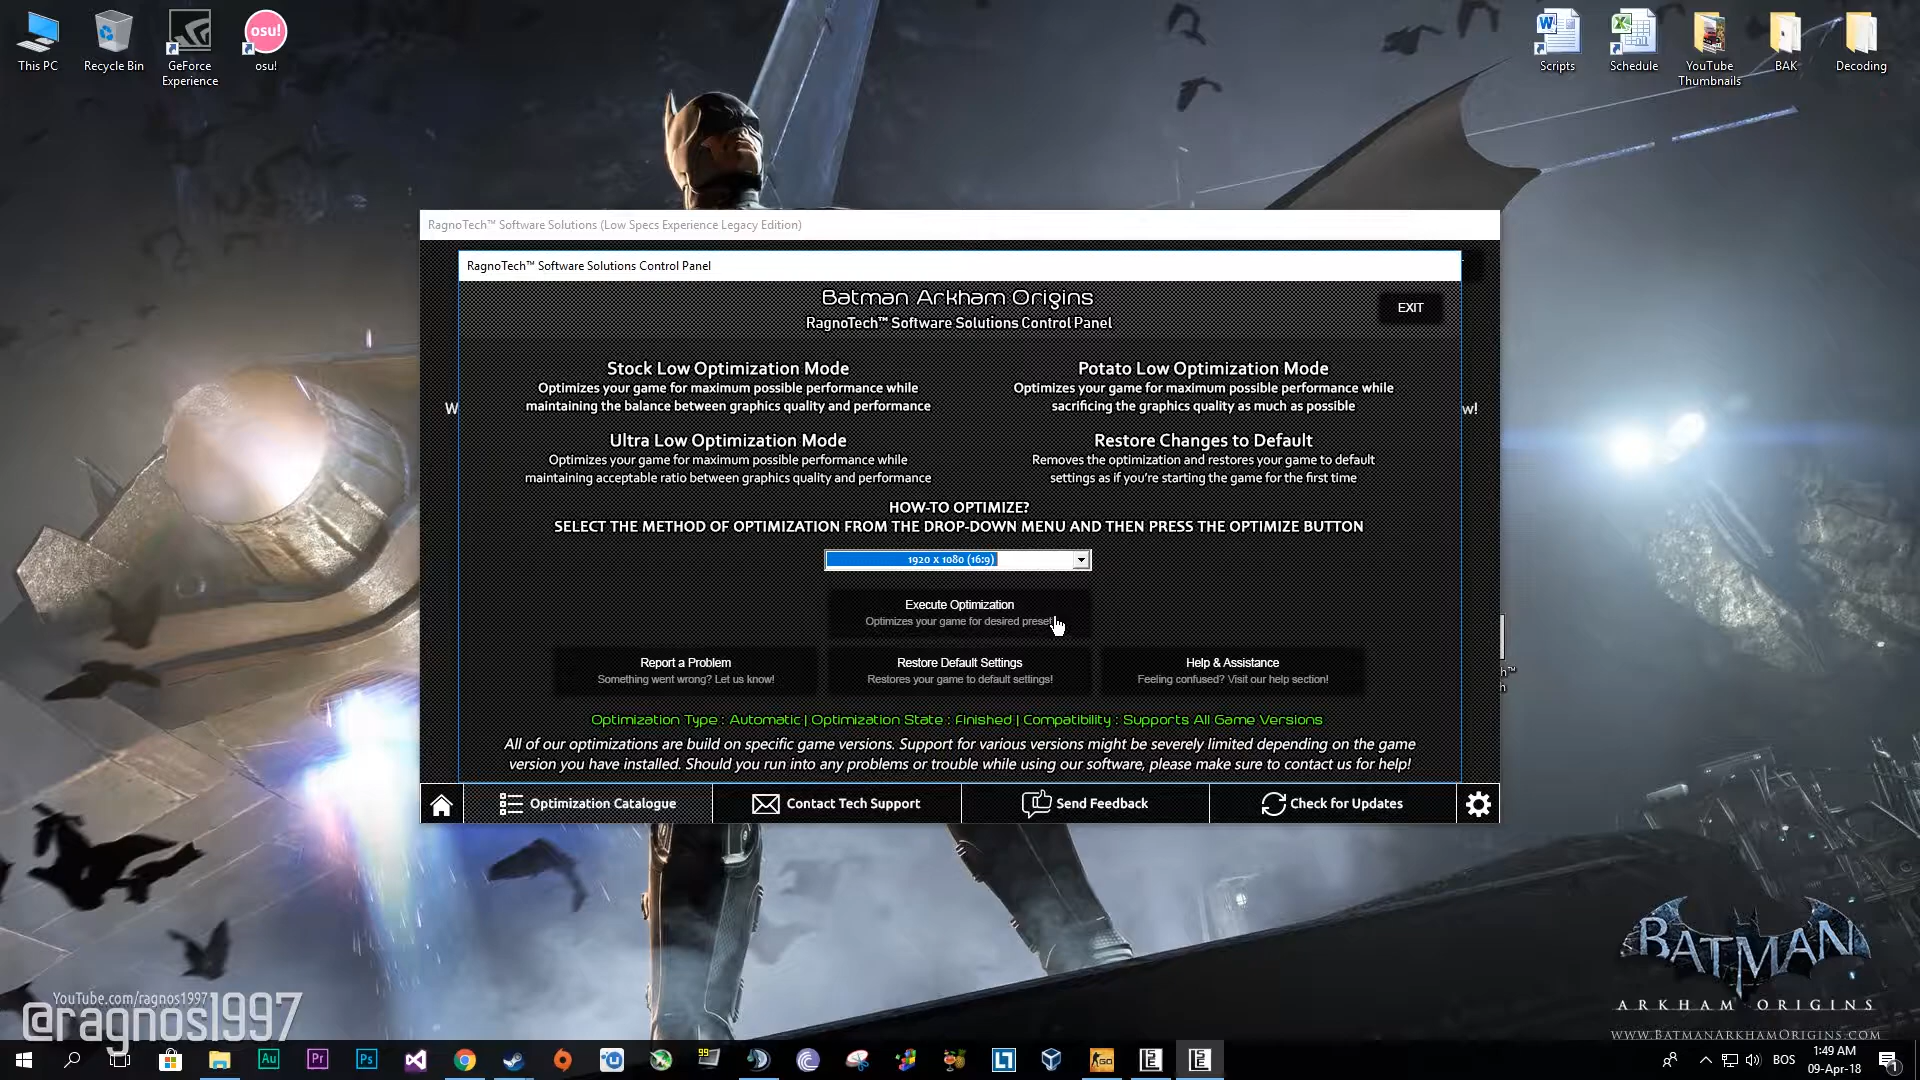 This PC
Recycle Bin
GeForce
Experience
osu!
osu!
Scripts
Schedule
YouTube
Thumbnails
BAK
Decoding
RagnoTech™ Software Solutions (Low Specs Experience Legacy Edition)
RagnoTech™ Software Solutions Control Panel
Batman Arkham Origins
RagnoTech™ Software Solutions Control Panel
EXIT
Stock Low Optimization Mode
Optimizes your game for maximum possible performance while
maintaining the balance between graphics quality and performance
Potato Low Optimization Mode
Optimizes your game for maximum possible performance while
sacrificing the graphics quality as much as possible
W
w!
Ultra Low Optimization Mode
Optimizes your game for maximum possible performance while
maintaining acceptable ratio between graphics quality and performance
Restore Changes to Default
Removes the optimization and restores your game to default
settings as if you're starting the game for the first time
HOW-TO OPTIMIZE?
SELECT THE METHOD OF OPTIMIZATION FROM THE DROP-DOWN MENU AND THEN PRESS THE OPTIMIZE BUTTON
1920 x 1080 (16:9)
Execute Optimization
Optimizes your game for desired preset
Report a Problem
Something went wrong? Let us know!
Restore Default Settings
Restores your game to default settings!
Help & Assistance
Feeling confused? Visit our help section!
h™
h
Optimization Type : Automatic | Optimization State : Finished | Compatibility : Supports All Game Versions
All of our optimizations are build on specific game versions. Support for various versions might be severely limited depending on the game
version you have installed. Should you run into any problems or trouble while using our software, please make sure to contact us for help!
Optimization Catalogue
Contact Tech Support
Send Feedback
Check for Updates
BATMAN
ARKHAM ORIGINS
WWW.BATMANARKHAMORIGINS.COM
YouTube.com/ragnos1997
@ragnos1997
Au
Pr
Ps
99
GO
BOS
1:49 AM
09-Apr-18
1